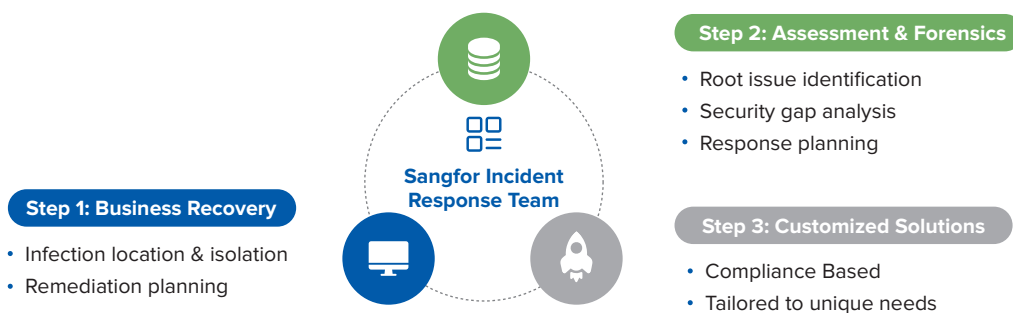 Sangfor Incident
Response Team
Step 1: Business Recovery
• Infection location & isolation
• Remediation planning
Step 2: Assessment & Forensics
• Root issue identification
• Security gap analysis
• Response planning
Step 3: Customized Solutions
• Compliance Based
• Tailored to unique needs